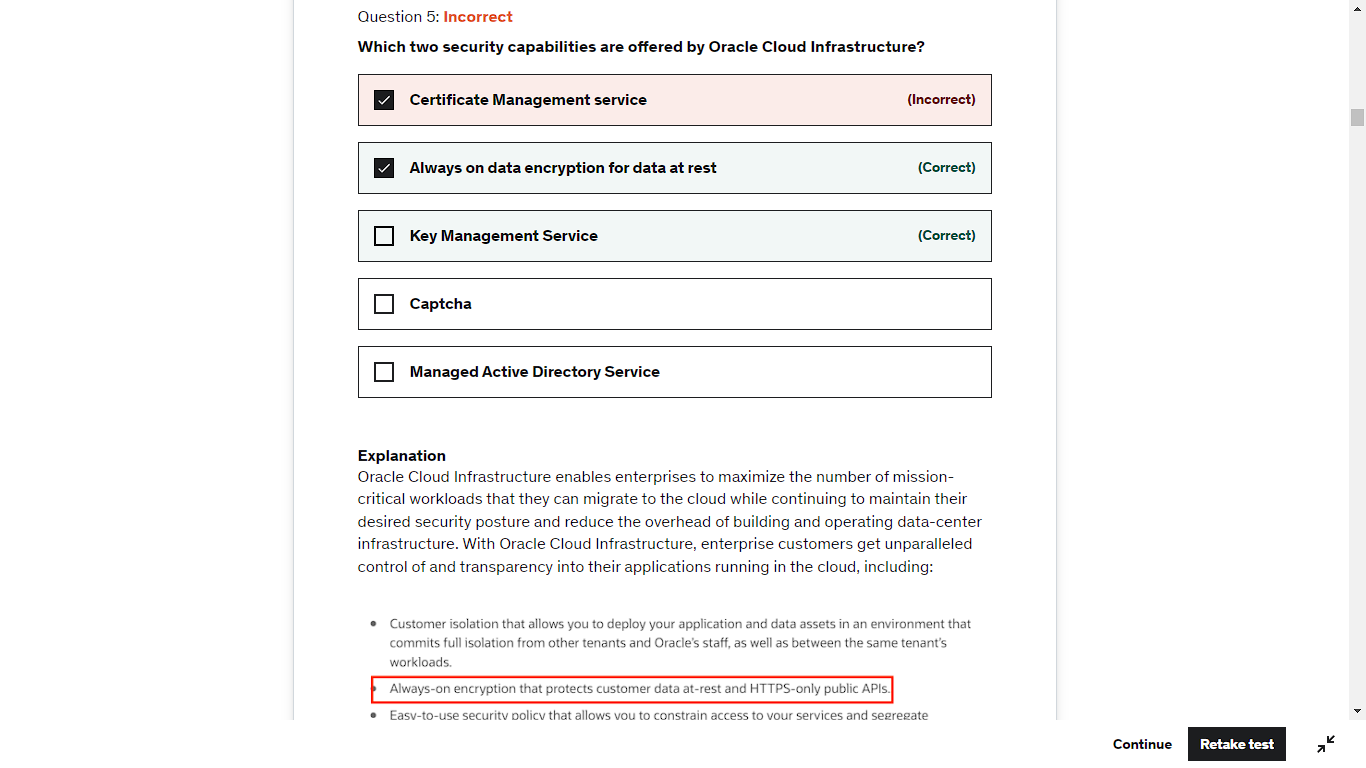 Question 5: Incorrect
Which two security capabilities are offered by Oracle Cloud Infrastructure?
Certificate Management service (Incorrect)
Always on data encryption for data at rest (Correct)
Key Management Service (Correct)
Captcha
Managed Active Directory Service
Explanation
Oracle Cloud Infrastructure enables enterprises to maximize the number of mission-
critical workloads that they can migrate to the cloud while continuing to maintain their
desired security posture and reduce the overhead of building and operating data-center
infrastructure. With Oracle Cloud Infrastructure, enterprise customers get unparalleled
control of and transparency into their applications running in the cloud, including:
• Customer isolation that allows you to deploy your application and data assets in an environment that
commits full isolation from other tenants and Oracle's staff, as well as between the same tenant's
workloads.
• Always-on encryption that protects customer data at-rest and HTTPS-only public APIs.
• Easy-to-use security policy that allows you to constrain access to your services and segregate
Continue Retake test